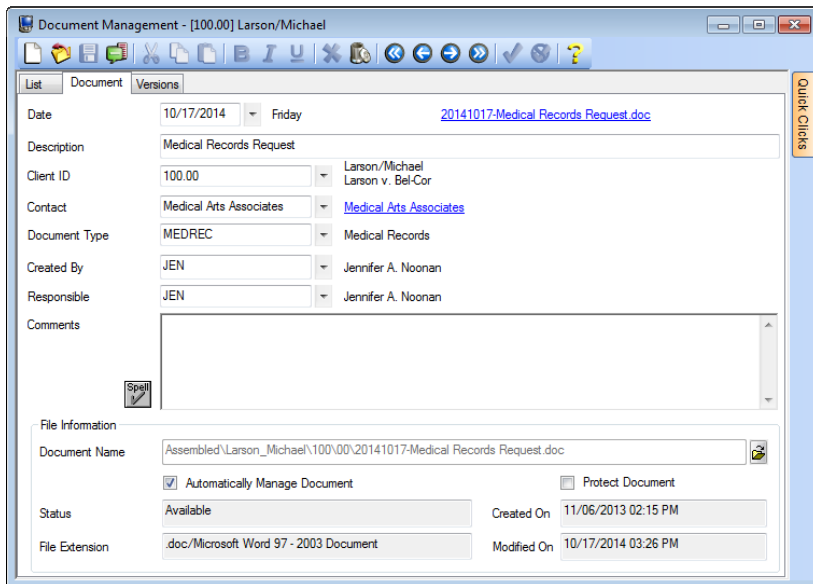 Document Management - [100.00] Larson/Michael
B I U
List Document Versions
Quick Clicks
Date 10/17/2014 Friday 20141017-Medical Records Request.doc
Description Medical Records Request
Client ID 100.00 Larson/Michael
Larson v. Bel-Cor
Contact Medical Arts Associates Medical Arts Associates
Document Type MEDREC Medical Records
Created By JEN Jennifer A. Noonan
Responsible JEN Jennifer A. Noonan
Comments
Spell
File Information
Document Name Assembled\Larson_Michael\100\00\20141017-Medical Records Request.doc
Automatically Manage Document Protect Document
Status Available Created On 11/06/2013 02:15 PM
File Extension .doc/Microsoft Word 97 - 2003 Document Modified On 10/17/2014 03:26 PM